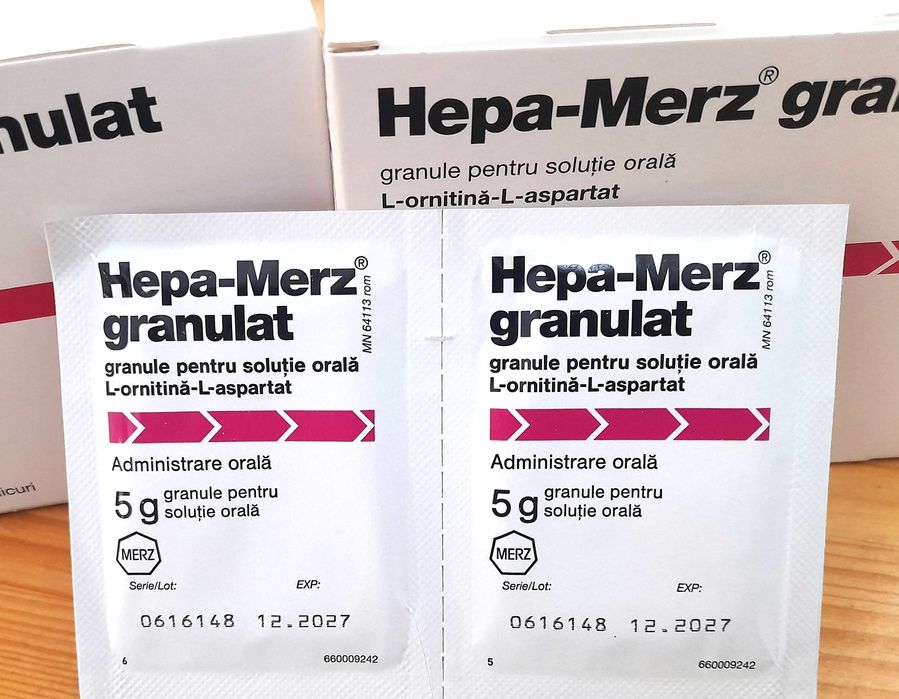 Hepa-Merz® gra
granule pentru soluție orală
L-ornitină-L-aspartat
Hepa-Merz®
granulat
MN 64113 rom
granule pentru soluție orală
L-ornitină-L-aspartat
Administrare orală
5 g granule pentru
soluție orală
MERZ
Serie/Lot: EXP:
0616148 12.2027
6 660009242
Hepa-Merz®
granulat
MN 64113 rom
granule pentru soluție orală
L-ornitină-L-aspartat
Administrare orală
5 g granule pentru
soluție orală
MERZ
Serie/Lot: EXP:
0616148 12.2027
5 660009242